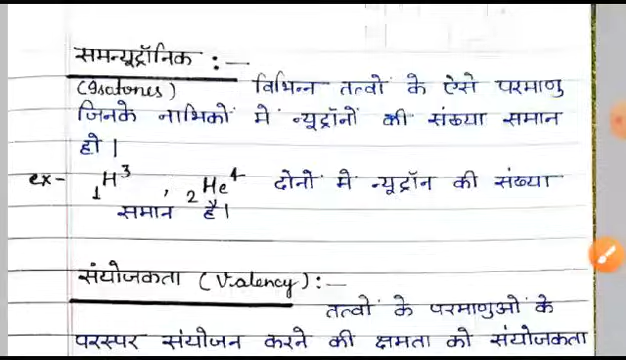 समन्यूट्रॉनिक :-
(Isotones) विभिन्न तत्वों के ऐसे परमाणु
जिनके नाभिकों में न्यूट्रॉनों की संख्या समान
हो।
ex- ₁H³ , ₂He⁴ दोनों में न्यूट्रॉन की संख्या
समान है।
संयोजकता (Valency) :-
तत्वों के परमाणुओं के
परस्पर संयोजन करने की क्षमता को संयोजकता